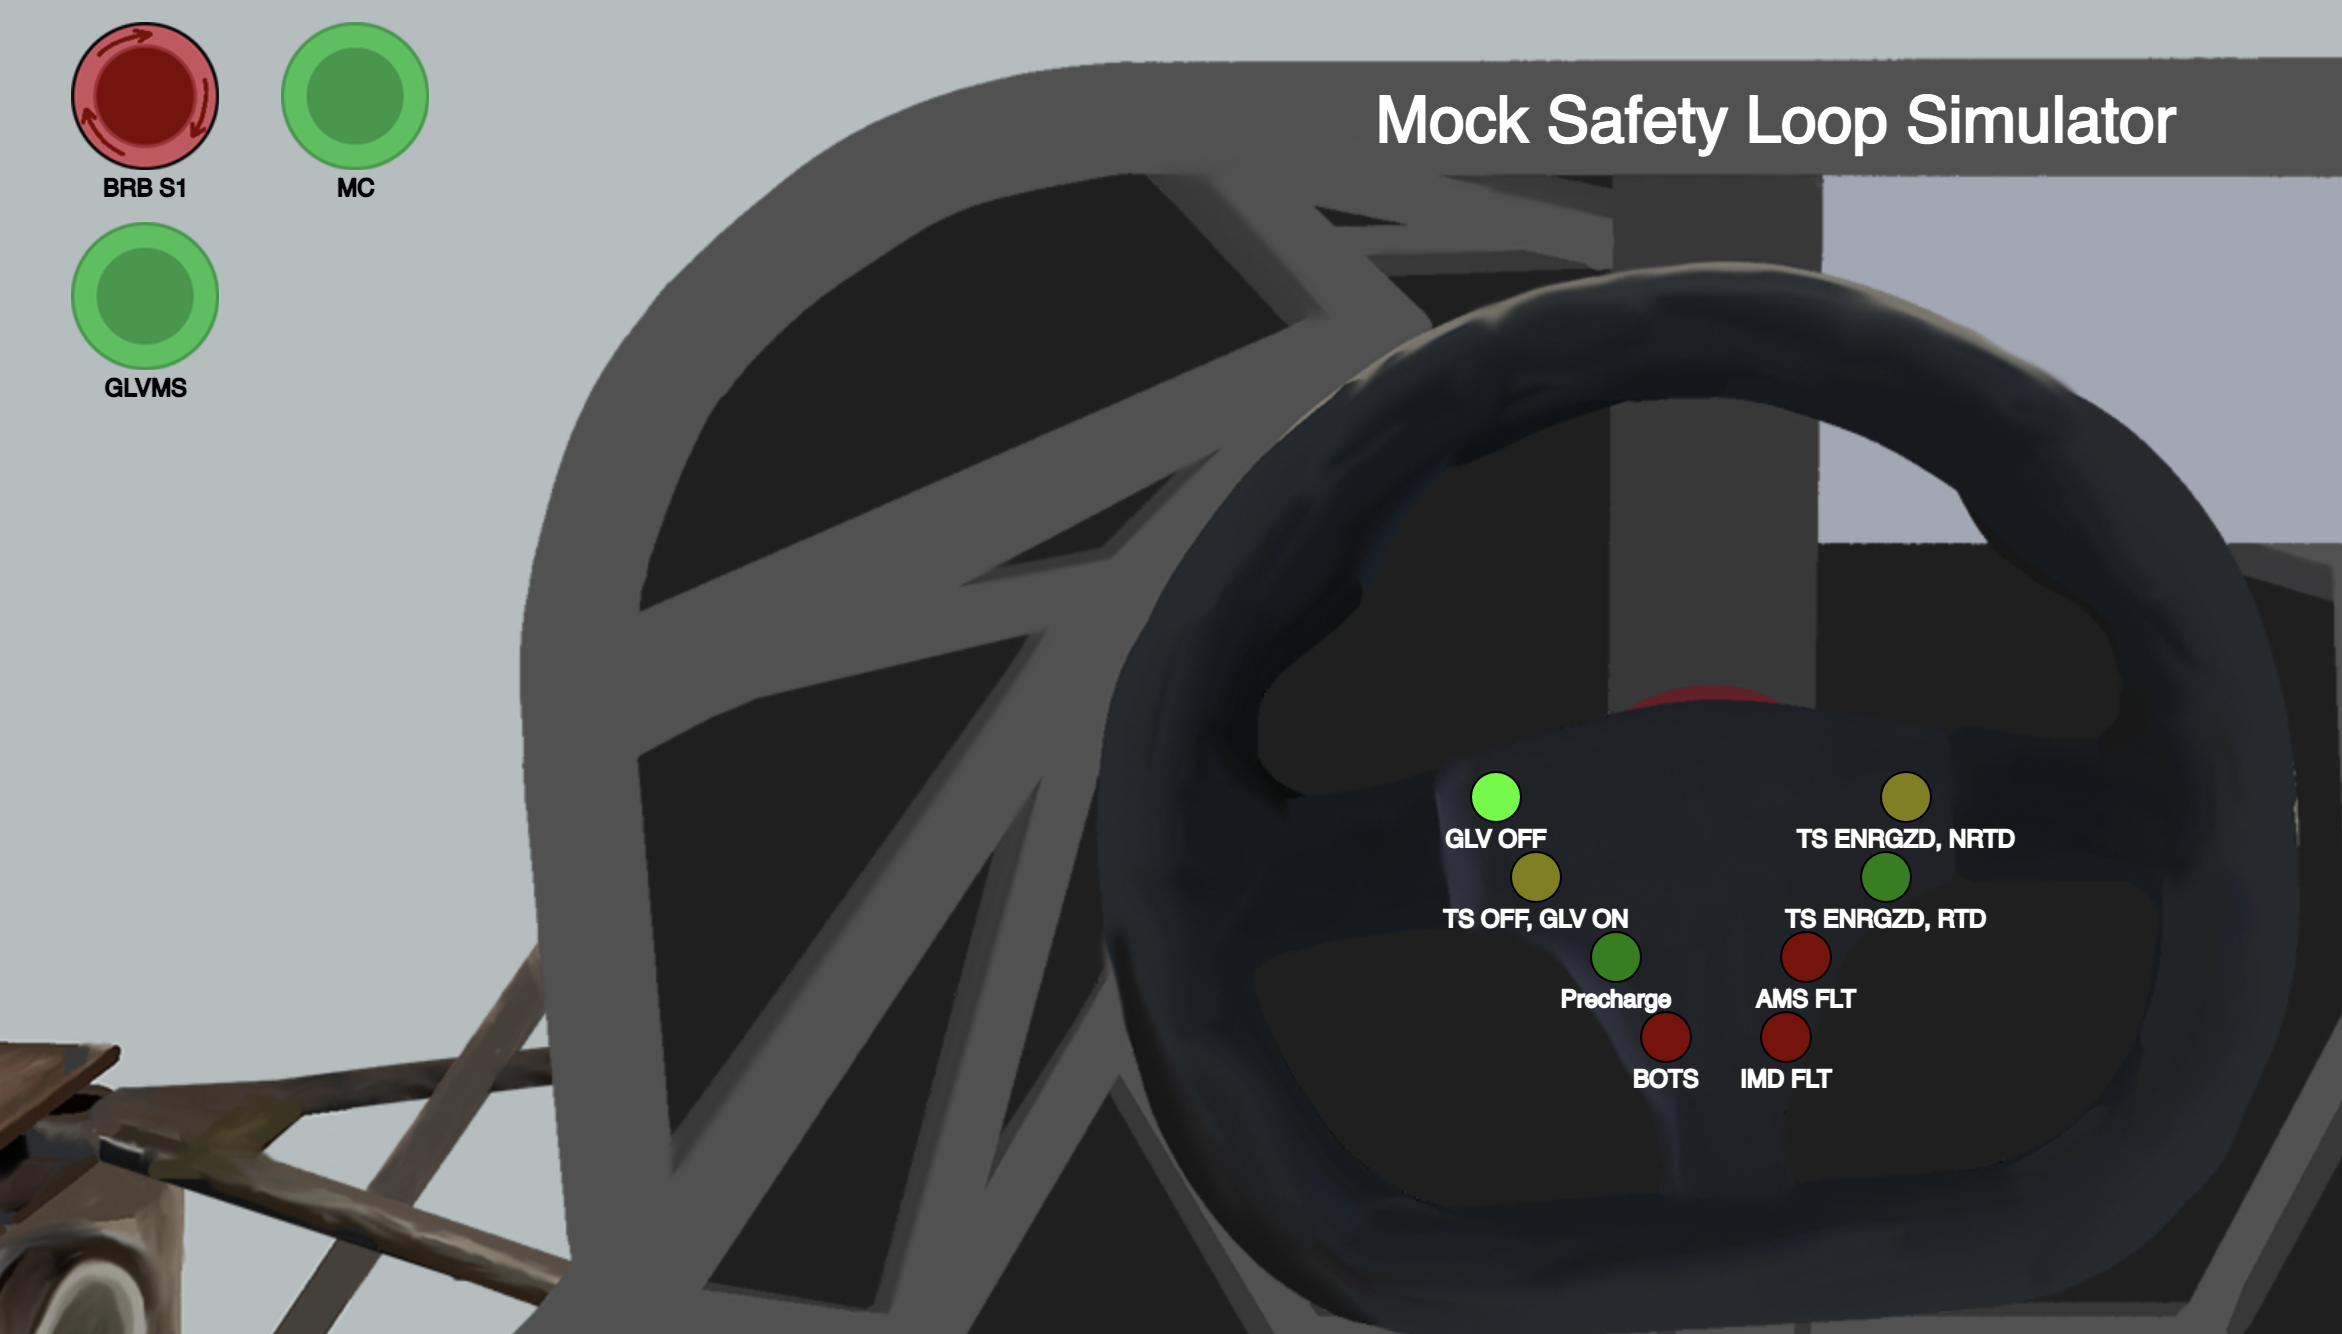 Mock Safety Loop Simulator
BRB S1
MC
GLVMS
GLV OFF
TS ENRGZD, NRTD
TS OFF, GLV ON
TS ENRGZD, RTD
Precharge
AMS FLT
BOTS
IMD FLT